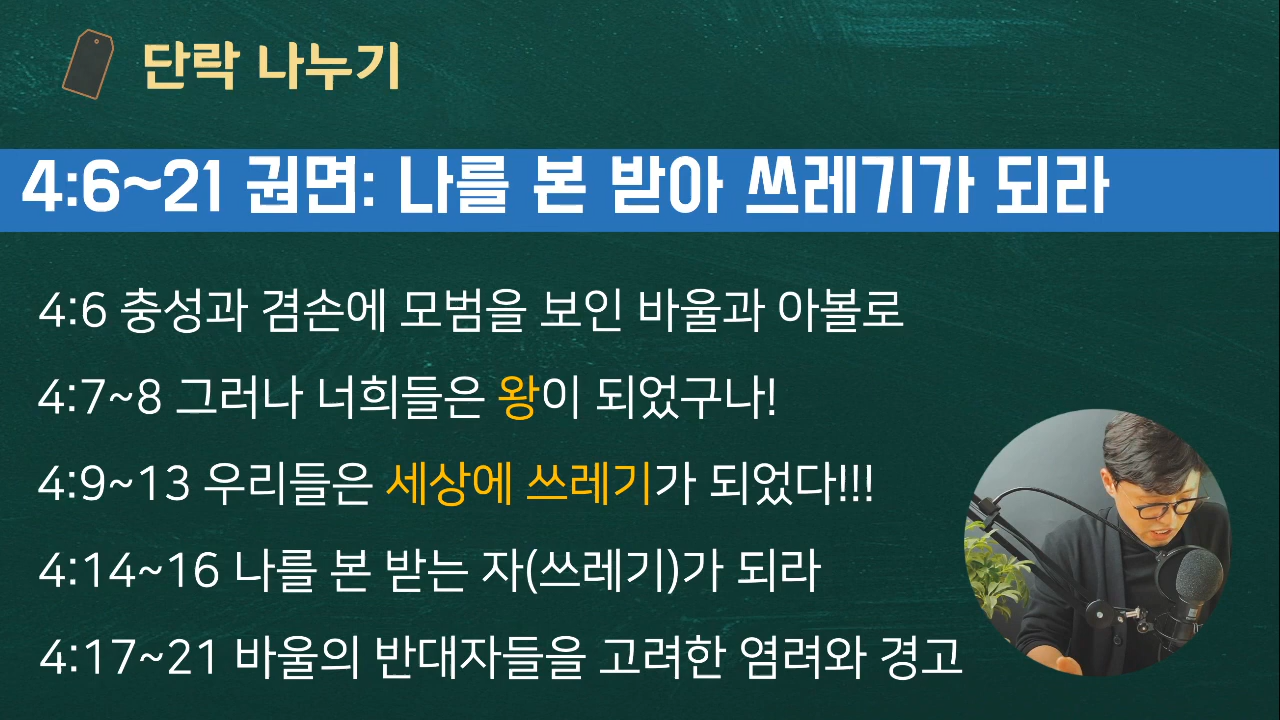 단락 나누기
4:6~21 권면: 나를 본 받아 쓰레기가 되라
4:6 충성과 겸손에 모범을 보인 바울과 아볼로
4:7~8 그러나 너희들은 왕이 되었구나!
4:9~13 우리들은 세상에 쓰레기가 되었다!!!
4:14~16 나를 본 받는 자(쓰레기)가 되라
4:17~21 바울의 반대자들을 고려한 염려와 경고